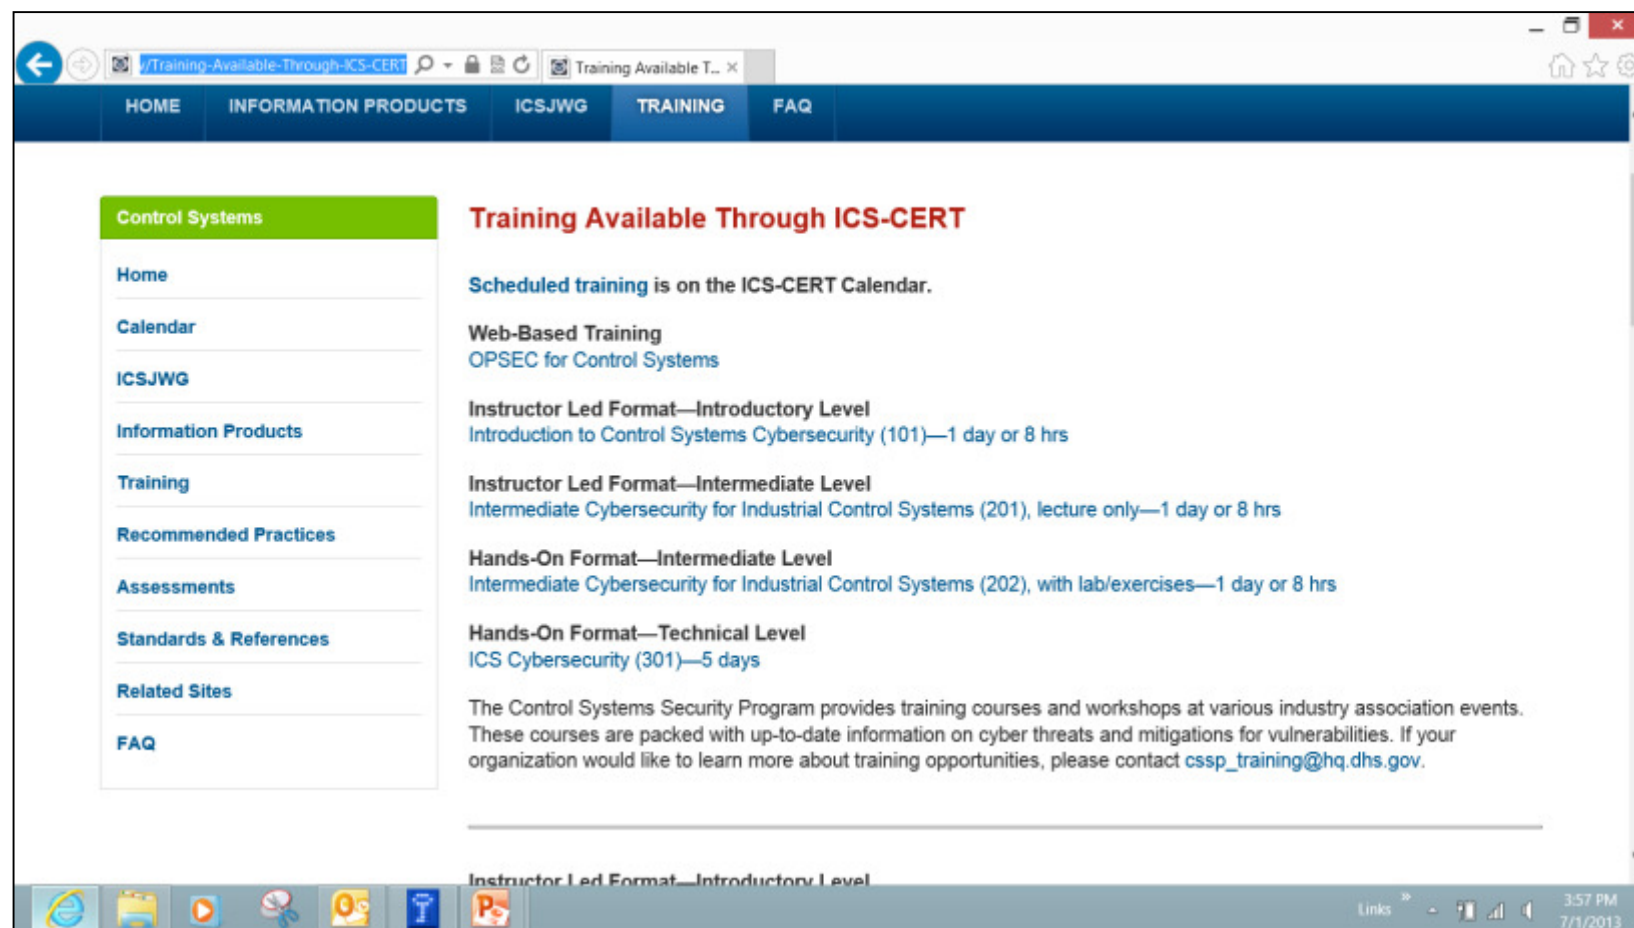 /Training-Available-Through-ICS-CERT
Training Available T...
HOME INFORMATION PRODUCTS ICSJWG TRAINING FAQ
Control Systems
Home
Calendar
ICSJWG
Information Products
Training
Recommended Practices
Assessments
Standards & References
Related Sites
FAQ
Training Available Through ICS-CERT
Scheduled training is on the ICS-CERT Calendar.
Web-Based Training
OPSEC for Control Systems
Instructor Led Format—Introductory Level
Introduction to Control Systems Cybersecurity (101)—1 day or 8 hrs
Instructor Led Format—Intermediate Level
Intermediate Cybersecurity for Industrial Control Systems (201), lecture only—1 day or 8 hrs
Hands-On Format—Intermediate Level
Intermediate Cybersecurity for Industrial Control Systems (202), with lab/exercises—1 day or 8 hrs
Hands-On Format—Technical Level
ICS Cybersecurity (301)—5 days
The Control Systems Security Program provides training courses and workshops at various industry association events.
These courses are packed with up-to-date information on cyber threats and mitigations for vulnerabilities. If your
organization would like to learn more about training opportunities, please contact cssp_training@hq.dhs.gov.
Instructor Led Format—Introductory Level
Links
3:57 PM
7/1/2013